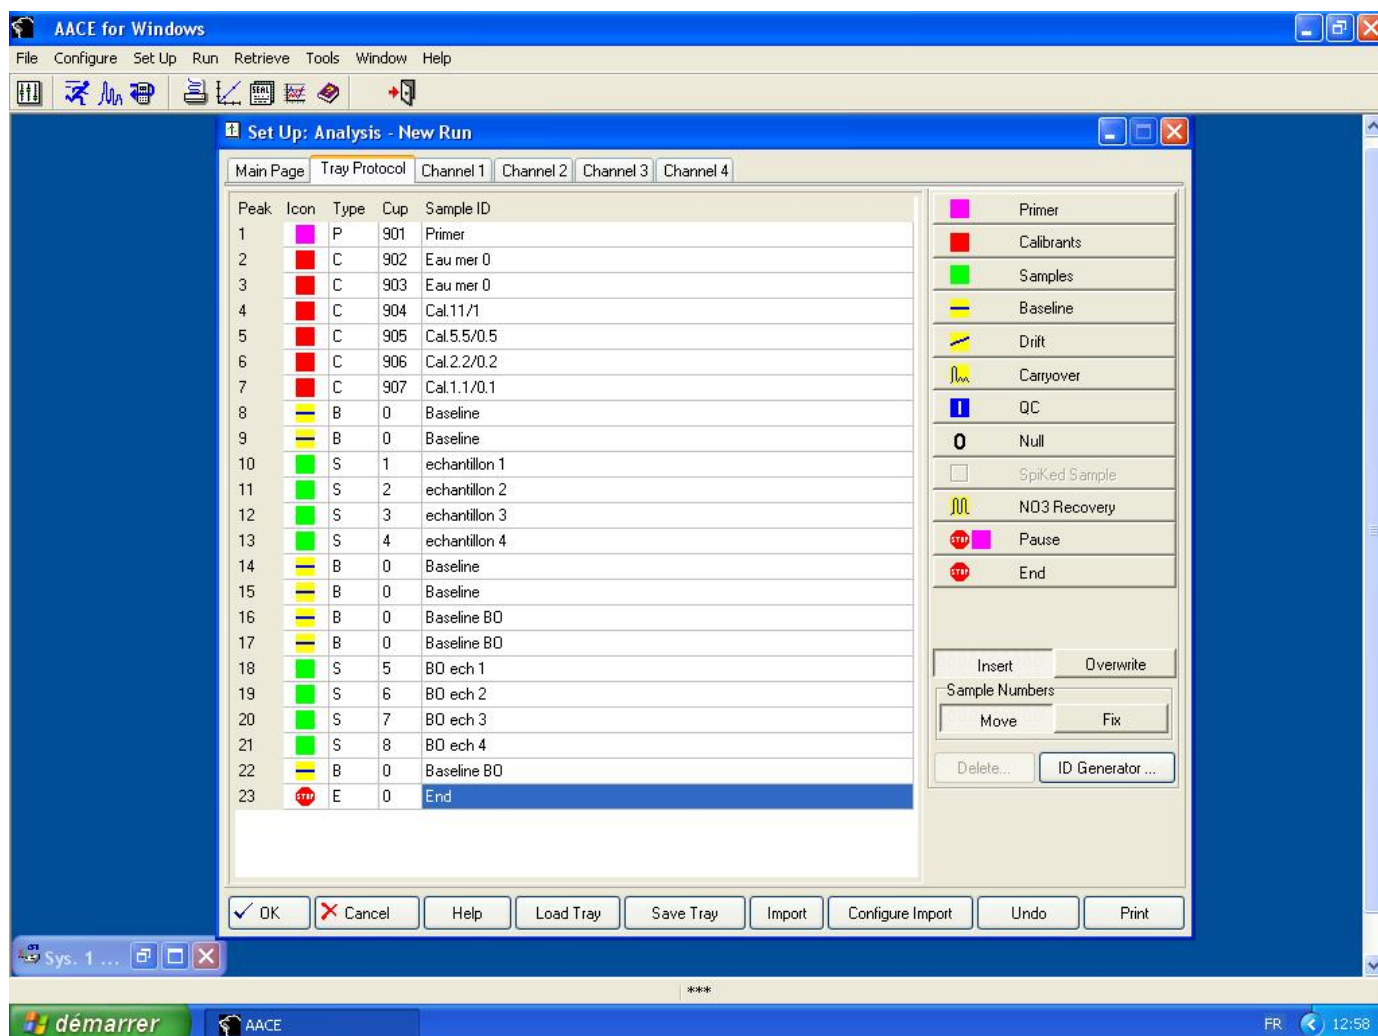 AACE for Windows
File Configure Set Up Run Retrieve Tools Window Help
SEAL
Set Up: Analysis - New Run
Main Page Tray Protocol Channel 1 Channel 2 Channel 3 Channel 4
Peak Icon Type Cup Sample ID
1 P 901 Primer
2 C 902 Eau mer 0
3 C 903 Eau mer 0
4 C 904 Cal.11/1
5 C 905 Cal.5.5/0.5
6 C 906 Cal.2.2/0.2
7 C 907 Cal.1.1/0.1
8 B 0 Baseline
9 B 0 Baseline
10 S 1 echantillon 1
11 S 2 echantillon 2
12 S 3 echantillon 3
13 S 4 echantillon 4
14 B 0 Baseline
15 B 0 Baseline
16 B 0 Baseline BO
17 B 0 Baseline BO
18 S 5 BO ech 1
19 S 6 BO ech 2
20 S 7 BO ech 3
21 S 8 BO ech 4
22 B 0 Baseline BO
23 STOP E 0 End
Primer
Calibrants
Samples
Baseline
Drift
Carryover
QC
0 Null
SpiKed Sample
NO3 Recovery
STOP Pause
STOP End
Insert Overwrite
Sample Numbers
Move Fix
Delete... ID Generator ...
OK Cancel Help Load Tray Save Tray Import Configure Import Undo Print
Sys. 1 ...
***
démarrer AACE FR 12:58